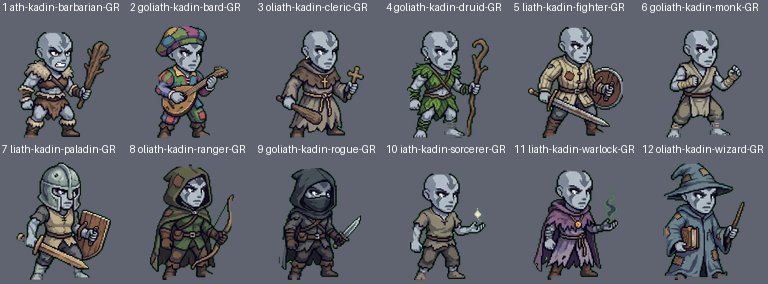 1 ath-kadin-barbarian-GR
2 goliath-kadin-bard-GR
3 oliath-kadin-cleric-GR
4 goliath-kadin-druid-GR
5 liath-kadin-fighter-GR
6 goliath-kadin-monk-GR
7 liath-kadin-paladin-GR
8 oliath-kadin-ranger-GR
9 goliath-kadin-rogue-GR
10 iath-kadin-sorcerer-GR
11 liath-kadin-warlock-GR
12 oliath-kadin-wizard-GR